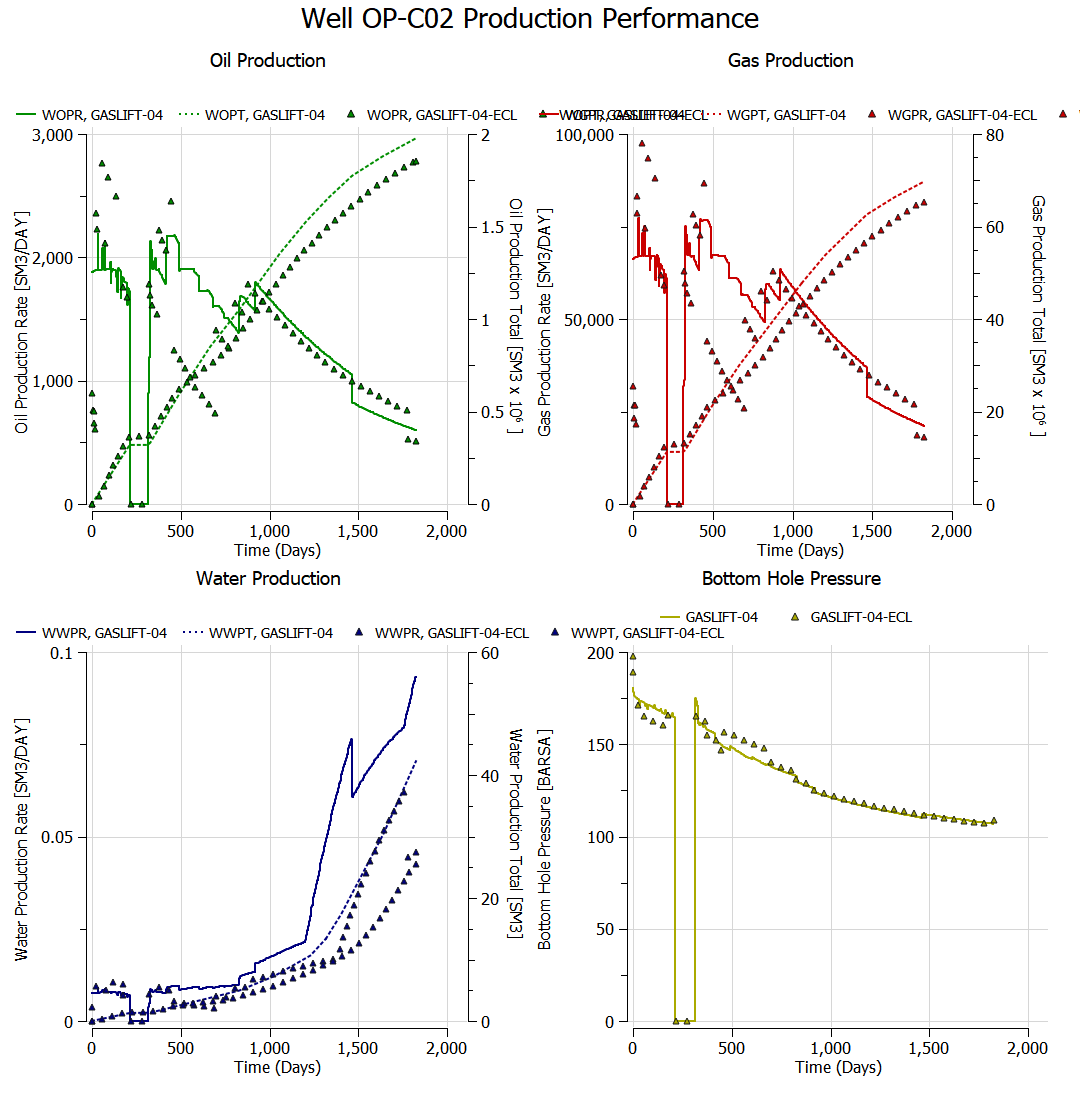 Well OP-C02 Production Performance
Oil Production
WOPR, GASLIFT-04
WOPT, GASLIFT-04
WOPR, GASLIFT-04-ECL
3,000
2,000
1,000
0
2
1.5
1
0.5
0
Oil Production Rate [SM3/DAY]
Oil Production Total [SM3 x 10⁶ ]
0
500
1,000
1,500
2,000
Time (Days)
Gas Production
WGPT, GASLIFT-04
WGPR, GASLIFT-04-ECL
100,000
50,000
0
80
60
40
20
0
Gas Production Rate [SM3/DAY]
Gas Production Total [SM3 x 10⁶ ]
0
500
1,000
1,500
2,000
Time (Days)
Water Production
WWPR, GASLIFT-04
WWPT, GASLIFT-04
WWPR, GASLIFT-04-ECL
WWPT, GASLIFT-04-ECL
0.1
0.05
0
60
40
20
0
Water Production Rate [SM3/DAY]
Water Production Total [SM3]
0
500
1,000
1,500
2,000
Time (Days)
Bottom Hole Pressure
GASLIFT-04
GASLIFT-04-ECL
200
150
100
50
0
Bottom Hole Pressure [BARSA]
0
500
1,000
1,500
2,000
Time (Days)